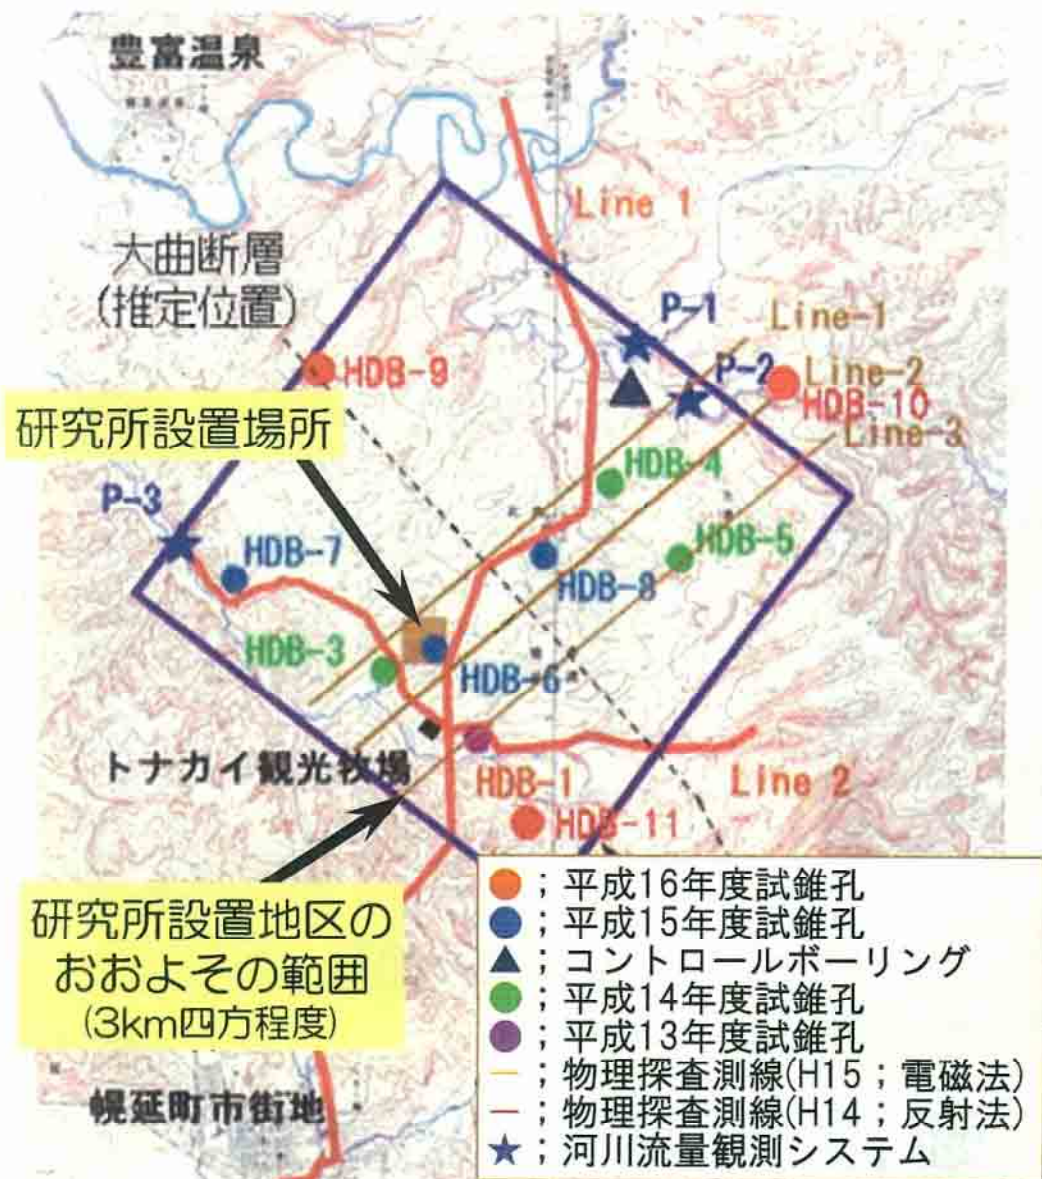 豊富温泉
Line 1
大曲断層
(推定位置)
P-1
Line-1
P-2
Line-2
HDB-9
HDB-10
研究所設置場所
Line-3
HDB-4
P-3
HDB-7
HDB-5
HDB-8
HDB-3
HDB-6
トナカイ観光牧場
HDB-1
Line 2
HDB-11
研究所設置地区の
おおよその範囲
(3km四方程度)
幌延町市街地
; 平成16年度試錐孔
; 平成15年度試錐孔
; コントロールボーリング
; 平成14年度試錐孔
; 平成13年度試錐孔
; 物理探査測線(H15 ; 電磁法)
; 物理探査測線(H14 ; 反射法)
; 河川流量観測システム